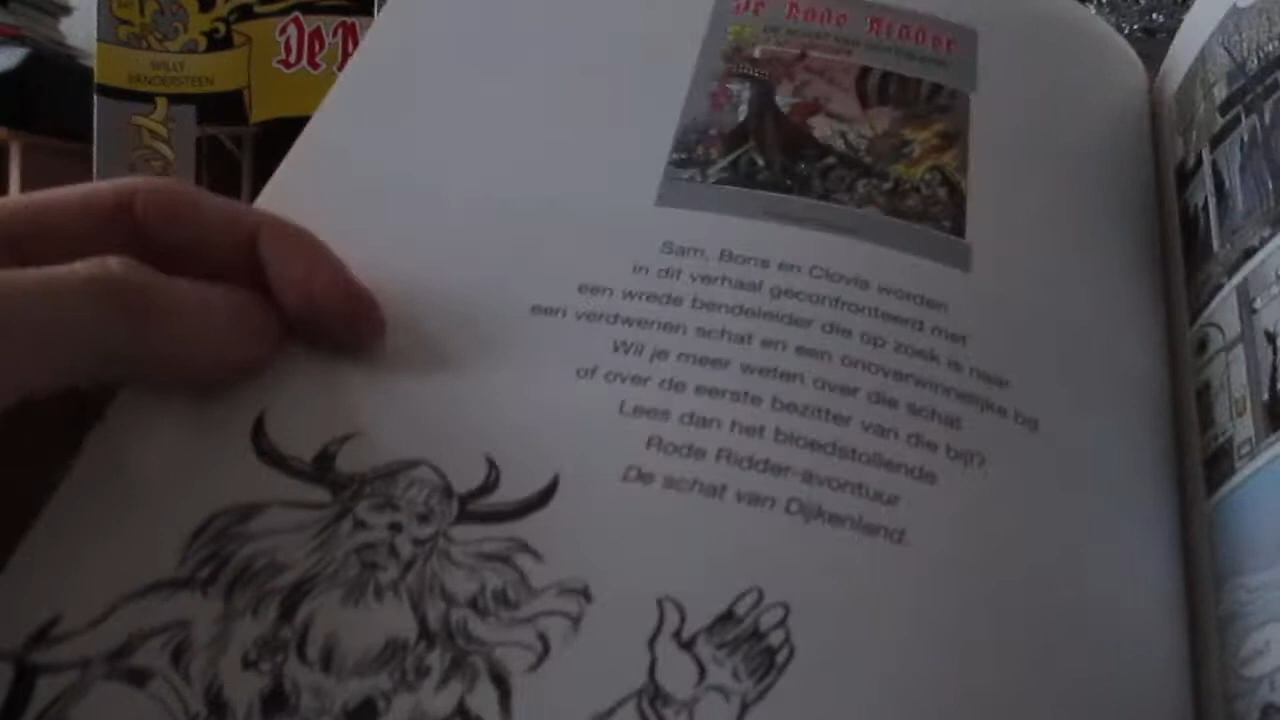 De R
WILLY
VANDERSTEEN
De Rode Ridder
Sam, Boris en Clovis worden
in dit verhaal geconfronteerd met
een wrede bendeleider die op zoek is naar
een verdwenen schat en een onoverwinnelijke bijl
Wil je meer weten over die schat
of over de eerste bezitter van die bijl?
Lees dan het bloedstollende
Rode Ridder-avontuur
De schat van Dijkenland.